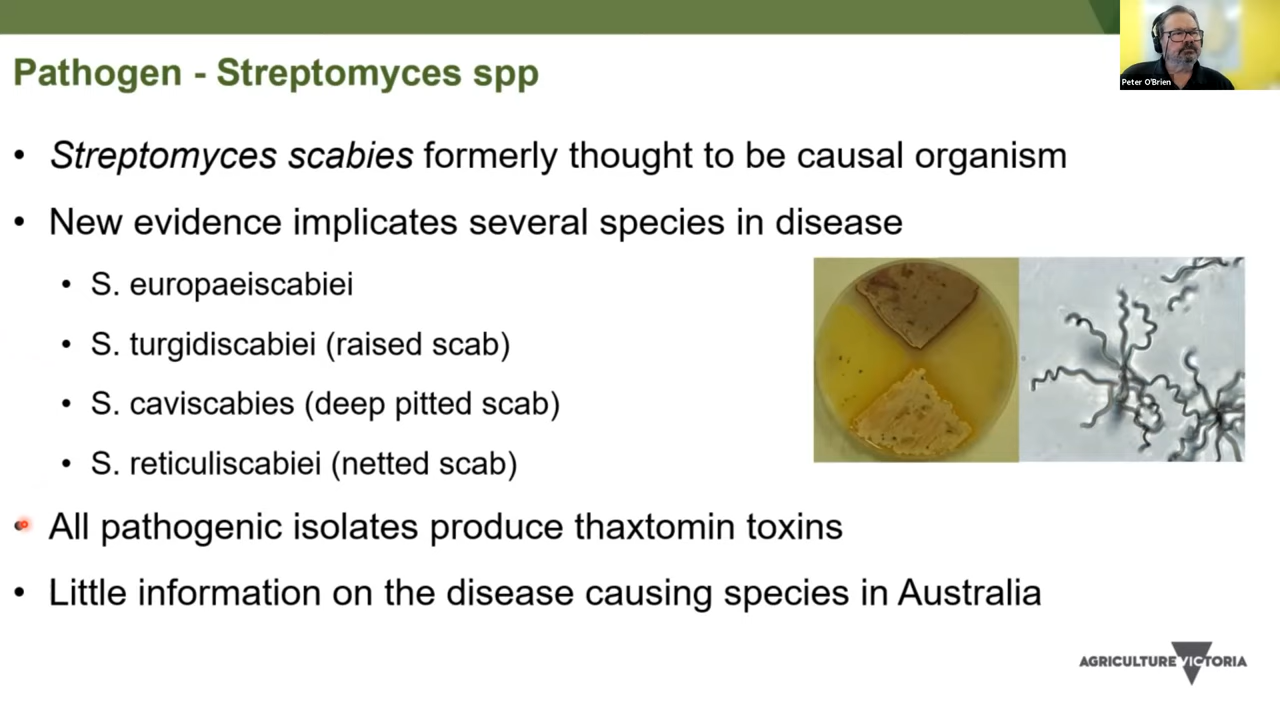 Peter O'Brien
Pathogen - Streptomyces spp
• Streptomyces scabies formerly thought to be causal organism
• New evidence implicates several species in disease
• S. europaeiscabiei
• S. turgidiscabiei (raised scab)
• S. caviscabies (deep pitted scab)
• S. reticuliscabiei (netted scab)
• All pathogenic isolates produce thaxtomin toxins
• Little information on the disease causing species in Australia
AGRICULTURE VICTORIA